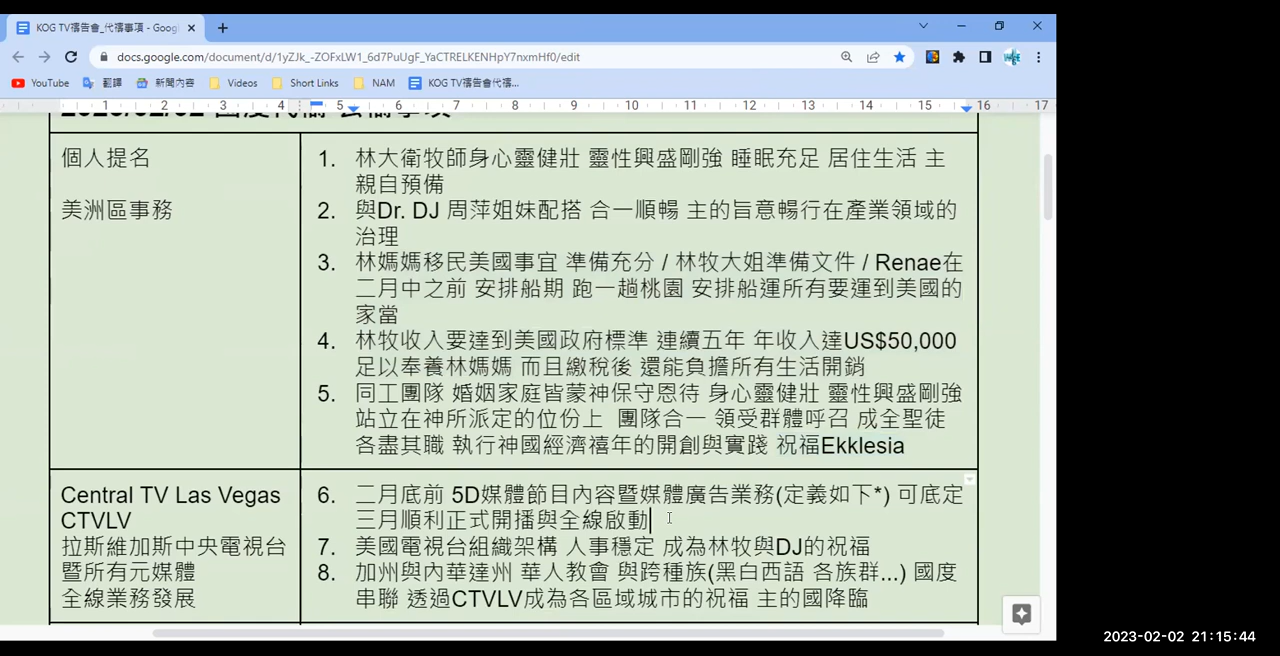 KOG TV禱告會_代禱事項 - Goog
docs.google.com/document/d/1yZJk_-ZOFxLW1_6d7PuUgF_YaCTRELKENHpY7nxmHf0/edit
YouTube 翻譯 新聞內容 Videos Short Links NAM KOG TV禱告會代禱...
1 2 3 4 5 6 7 8 9 10 11 12 13 14 15 16 17
個人提名
美洲區事務
1. 林大衛牧師身心靈健壯 靈性興盛剛強 睡眠充足 居住生活 主
親自預備
2. 與Dr. DJ 周萍姐妹配搭 合一順暢 主的旨意暢行在產業領域的
治理
3. 林媽媽移民美國事宜 準備充分 / 林牧大姐準備文件 / Renae在
二月中之前 安排船期 跑一趟桃園 安排船運所有要運到美國的
家當
4. 林牧收入要達到美國政府標準 連續五年 年收入達US$50,000
足以奉養林媽媽 而且繳稅後 還能負擔所有生活開銷
5. 同工團隊 婚姻家庭皆蒙神保守恩待 身心靈健壯 靈性興盛剛強
站立在神所派定的位份上 團隊合一 領受群體呼召 成全聖徒
各盡其職 執行神國經濟禧年的開創與實踐 祝福Ekklesia
Central TV Las Vegas
CTVLV
拉斯維加斯中央電視台
暨所有元媒體
全線業務發展
6. 二月底前 5D媒體節目內容暨媒體廣告業務(定義如下*) 可底定
三月順利正式開播與全線啟動
7. 美國電視台組織架構 人事穩定 成為林牧與DJ的祝福
8. 加州與內華達州 華人教會 與跨種族(黑白西語 各族群...) 國度
串聯 透過CTVLV成為各區域城市的祝福 主的國降臨
2023-02-02 21:15:44